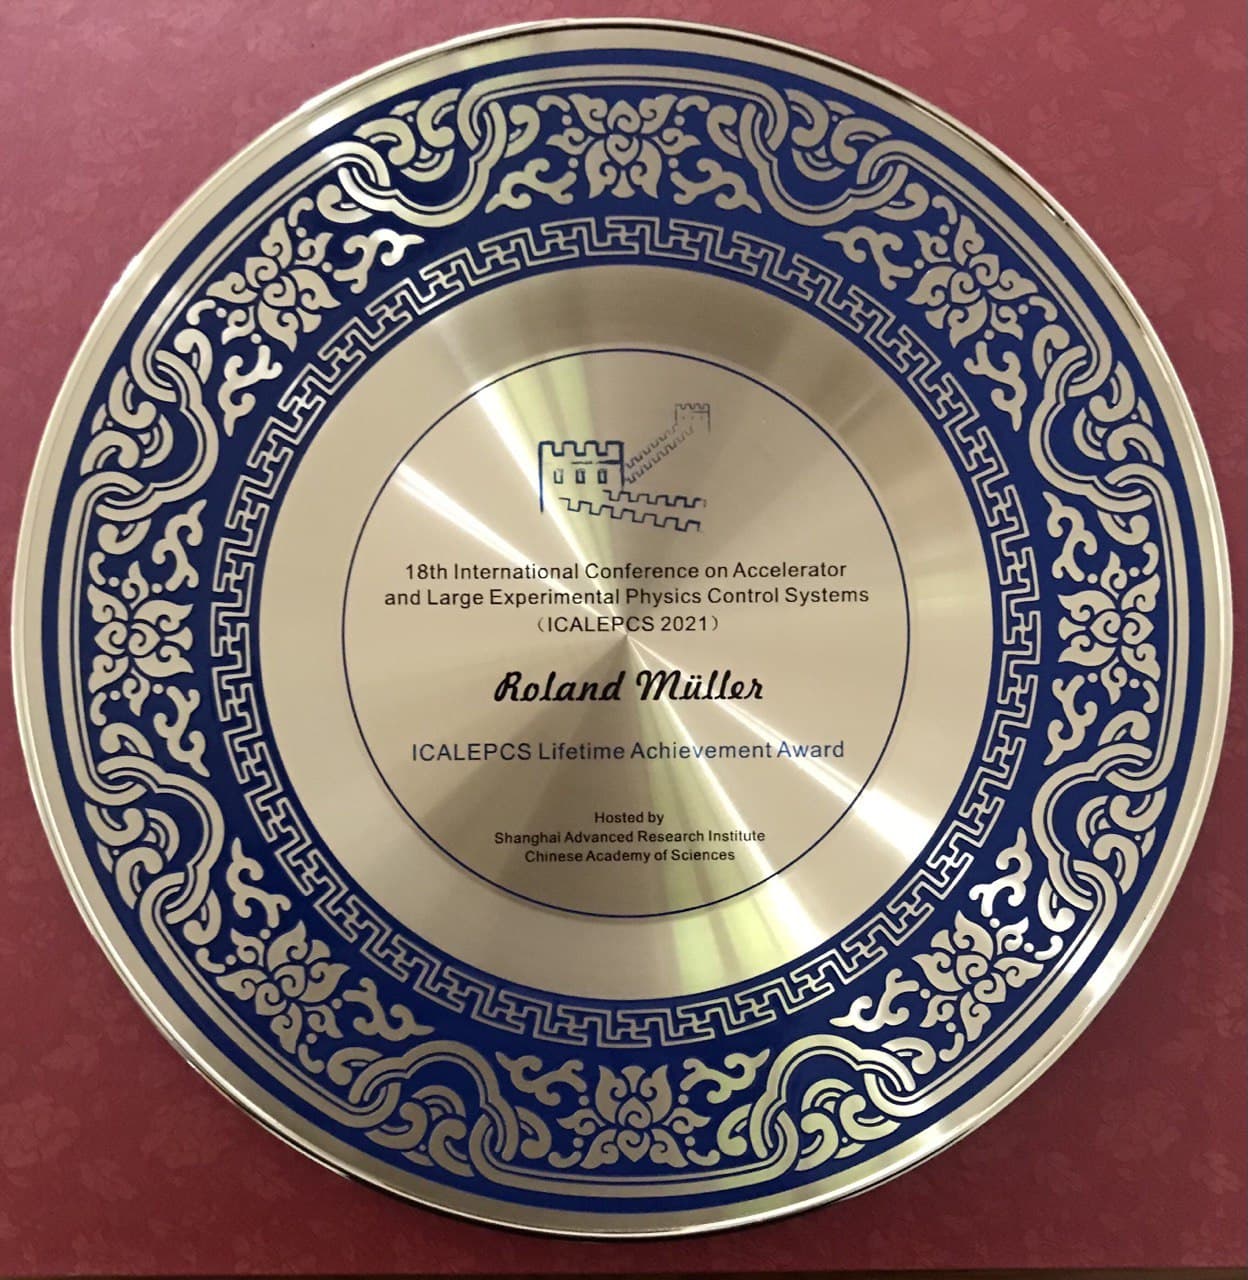 18th International Conference on Accelerator
and Large Experimental Physics Control Systems
（ICALEPCS 2021）
Roland Müller
ICALEPCS Lifetime Achievement Award
Hosted by
Shanghai Advanced Research Institute
Chinese Academy of Sciences